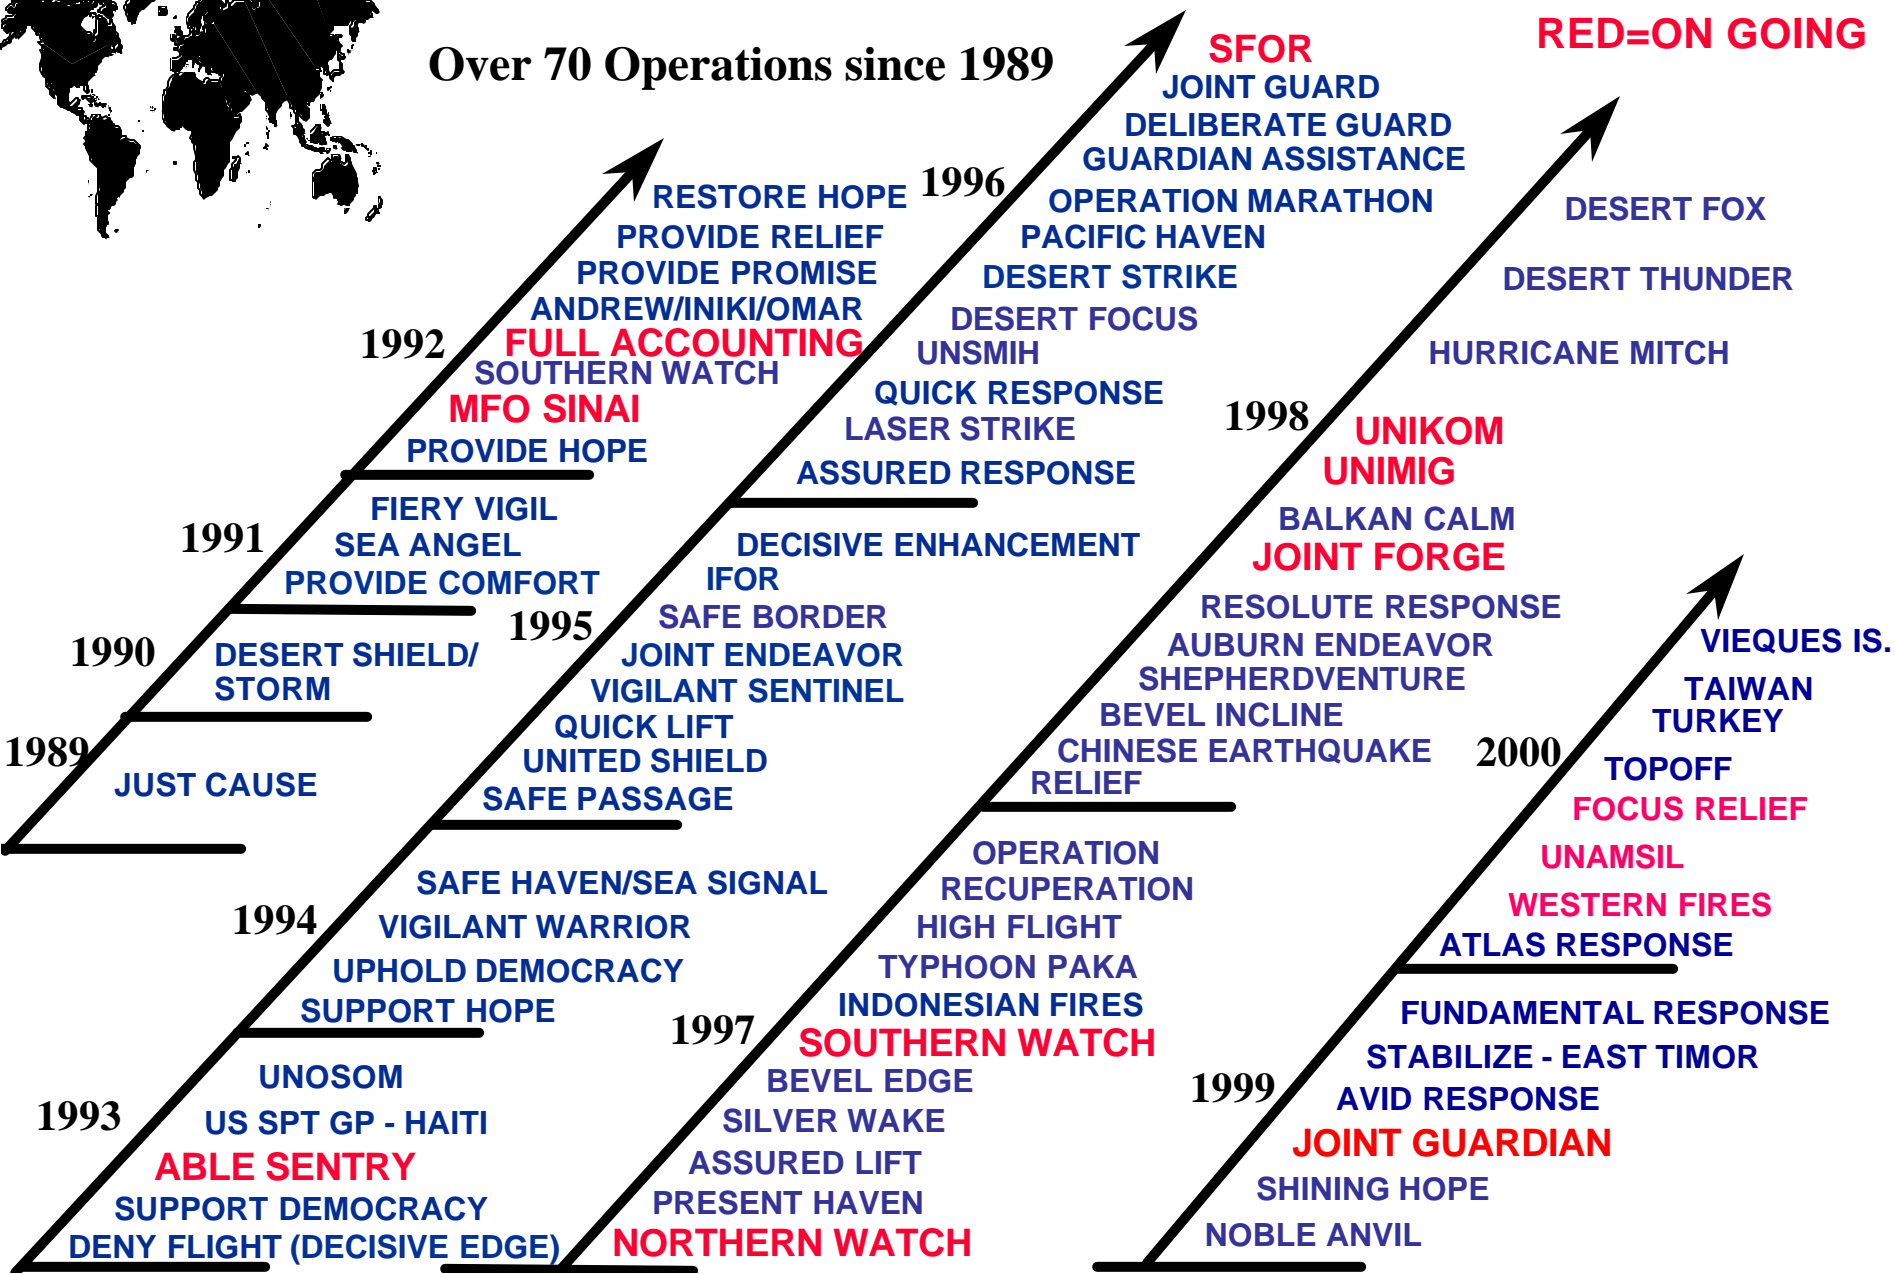 Over 70 Operations since 1989
RED=ON GOING
RESTORE HOPE
PROVIDE RELIEF
PROVIDE PROMISE
ANDREW/INIKI/OMAR
1992
FULL ACCOUNTING
SOUTHERN WATCH
MFO SINAI
PROVIDE HOPE
FIERY VIGIL
1991
SEA ANGEL
PROVIDE COMFORT
1990
DESERT SHIELD/
STORM
1989
JUST CAUSE
SFOR
JOINT GUARD
DELIBERATE GUARD
GUARDIAN ASSISTANCE
1996
OPERATION MARATHON
PACIFIC HAVEN
DESERT STRIKE
DESERT FOCUS
UNSMIH
QUICK RESPONSE
LASER STRIKE
ASSURED RESPONSE
DECISIVE ENHANCEMENT
IFOR
SAFE BORDER
1995
JOINT ENDEAVOR
VIGILANT SENTINEL
QUICK LIFT
UNITED SHIELD
SAFE PASSAGE
SAFE HAVEN/SEA SIGNAL
1994
VIGILANT WARRIOR
UPHOLD DEMOCRACY
SUPPORT HOPE
UNOSOM
1993
US SPT GP - HAITI
ABLE SENTRY
SUPPORT DEMOCRACY
DENY FLIGHT (DECISIVE EDGE)
DESERT FOX
DESERT THUNDER
HURRICANE MITCH
1998
UNIKOM
UNIMIG
BALKAN CALM
JOINT FORGE
RESOLUTE RESPONSE
AUBURN ENDEAVOR
SHEPHERDVENTURE
BEVEL INCLINE
CHINESE EARTHQUAKE
RELIEF
OPERATION
RECUPERATION
HIGH FLIGHT
TYPHOON PAKA
INDONESIAN FIRES
1997
SOUTHERN WATCH
BEVEL EDGE
SILVER WAKE
ASSURED LIFT
PRESENT HAVEN
NORTHERN WATCH
VIEQUES IS.
TAIWAN
TURKEY
2000
TOPOFF
FOCUS RELIEF
UNAMSIL
WESTERN FIRES
ATLAS RESPONSE
FUNDAMENTAL RESPONSE
STABILIZE - EAST TIMOR
1999
AVID RESPONSE
JOINT GUARDIAN
SHINING HOPE
NOBLE ANVIL